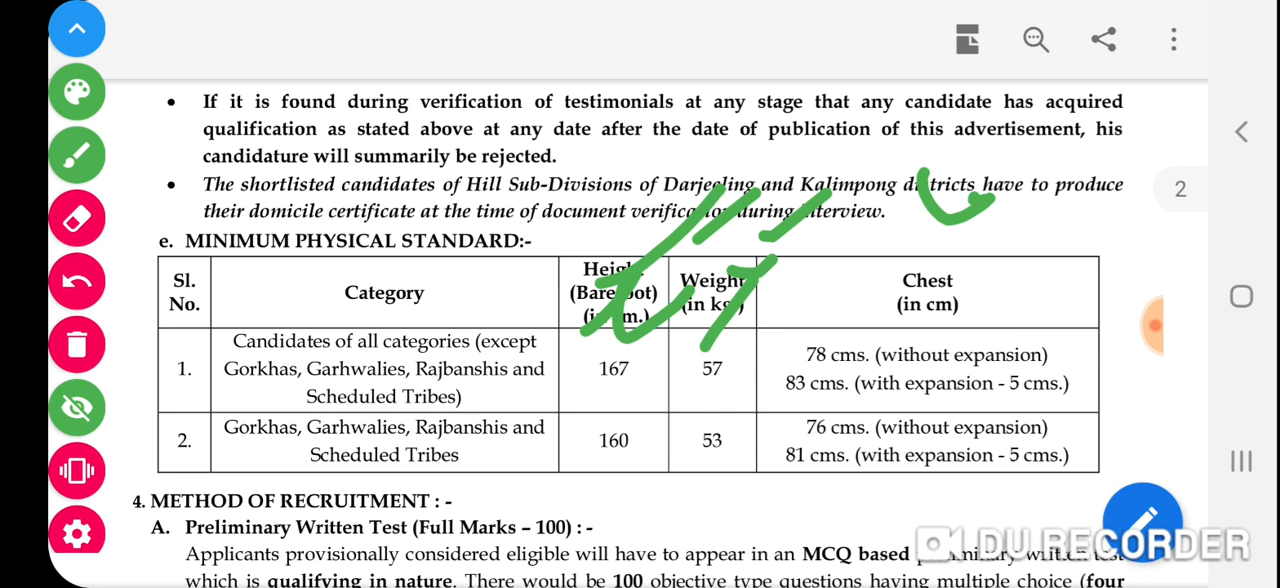 If it is found during verification of testimonials at any stage that any candidate has acquired
qualification as stated above at any date after the date of publication of this advertisement, his
candidature will summarily be rejected.
The shortlisted candidates of Hill Sub-Divisions of Darjeeling and Kalimpong districts have to produce
their domicile certificate at the time of document verification during interview.
2
e. MINIMUM PHYSICAL STANDARD:-
Sl. No.
Category
Height (Barefoot) (in cm.)
Weight (in kg.)
Chest (in cm)
1.
Candidates of all categories (except
Gorkhas, Garhwalies, Rajbanshis and
Scheduled Tribes)
167
57
78 cms. (without expansion)
83 cms. (with expansion - 5 cms.)
2.
Gorkhas, Garhwalies, Rajbanshis and
Scheduled Tribes
160
53
76 cms. (without expansion)
81 cms. (with expansion - 5 cms.)
4. METHOD OF RECRUITMENT : -
A. Preliminary Written Test (Full Marks – 100) : -
Applicants provisionally considered eligible will have to appear in an MCQ based preliminary written test
which is qualifying in nature. There would be 100 objective type questions having multiple choice (four
DU RECORDER